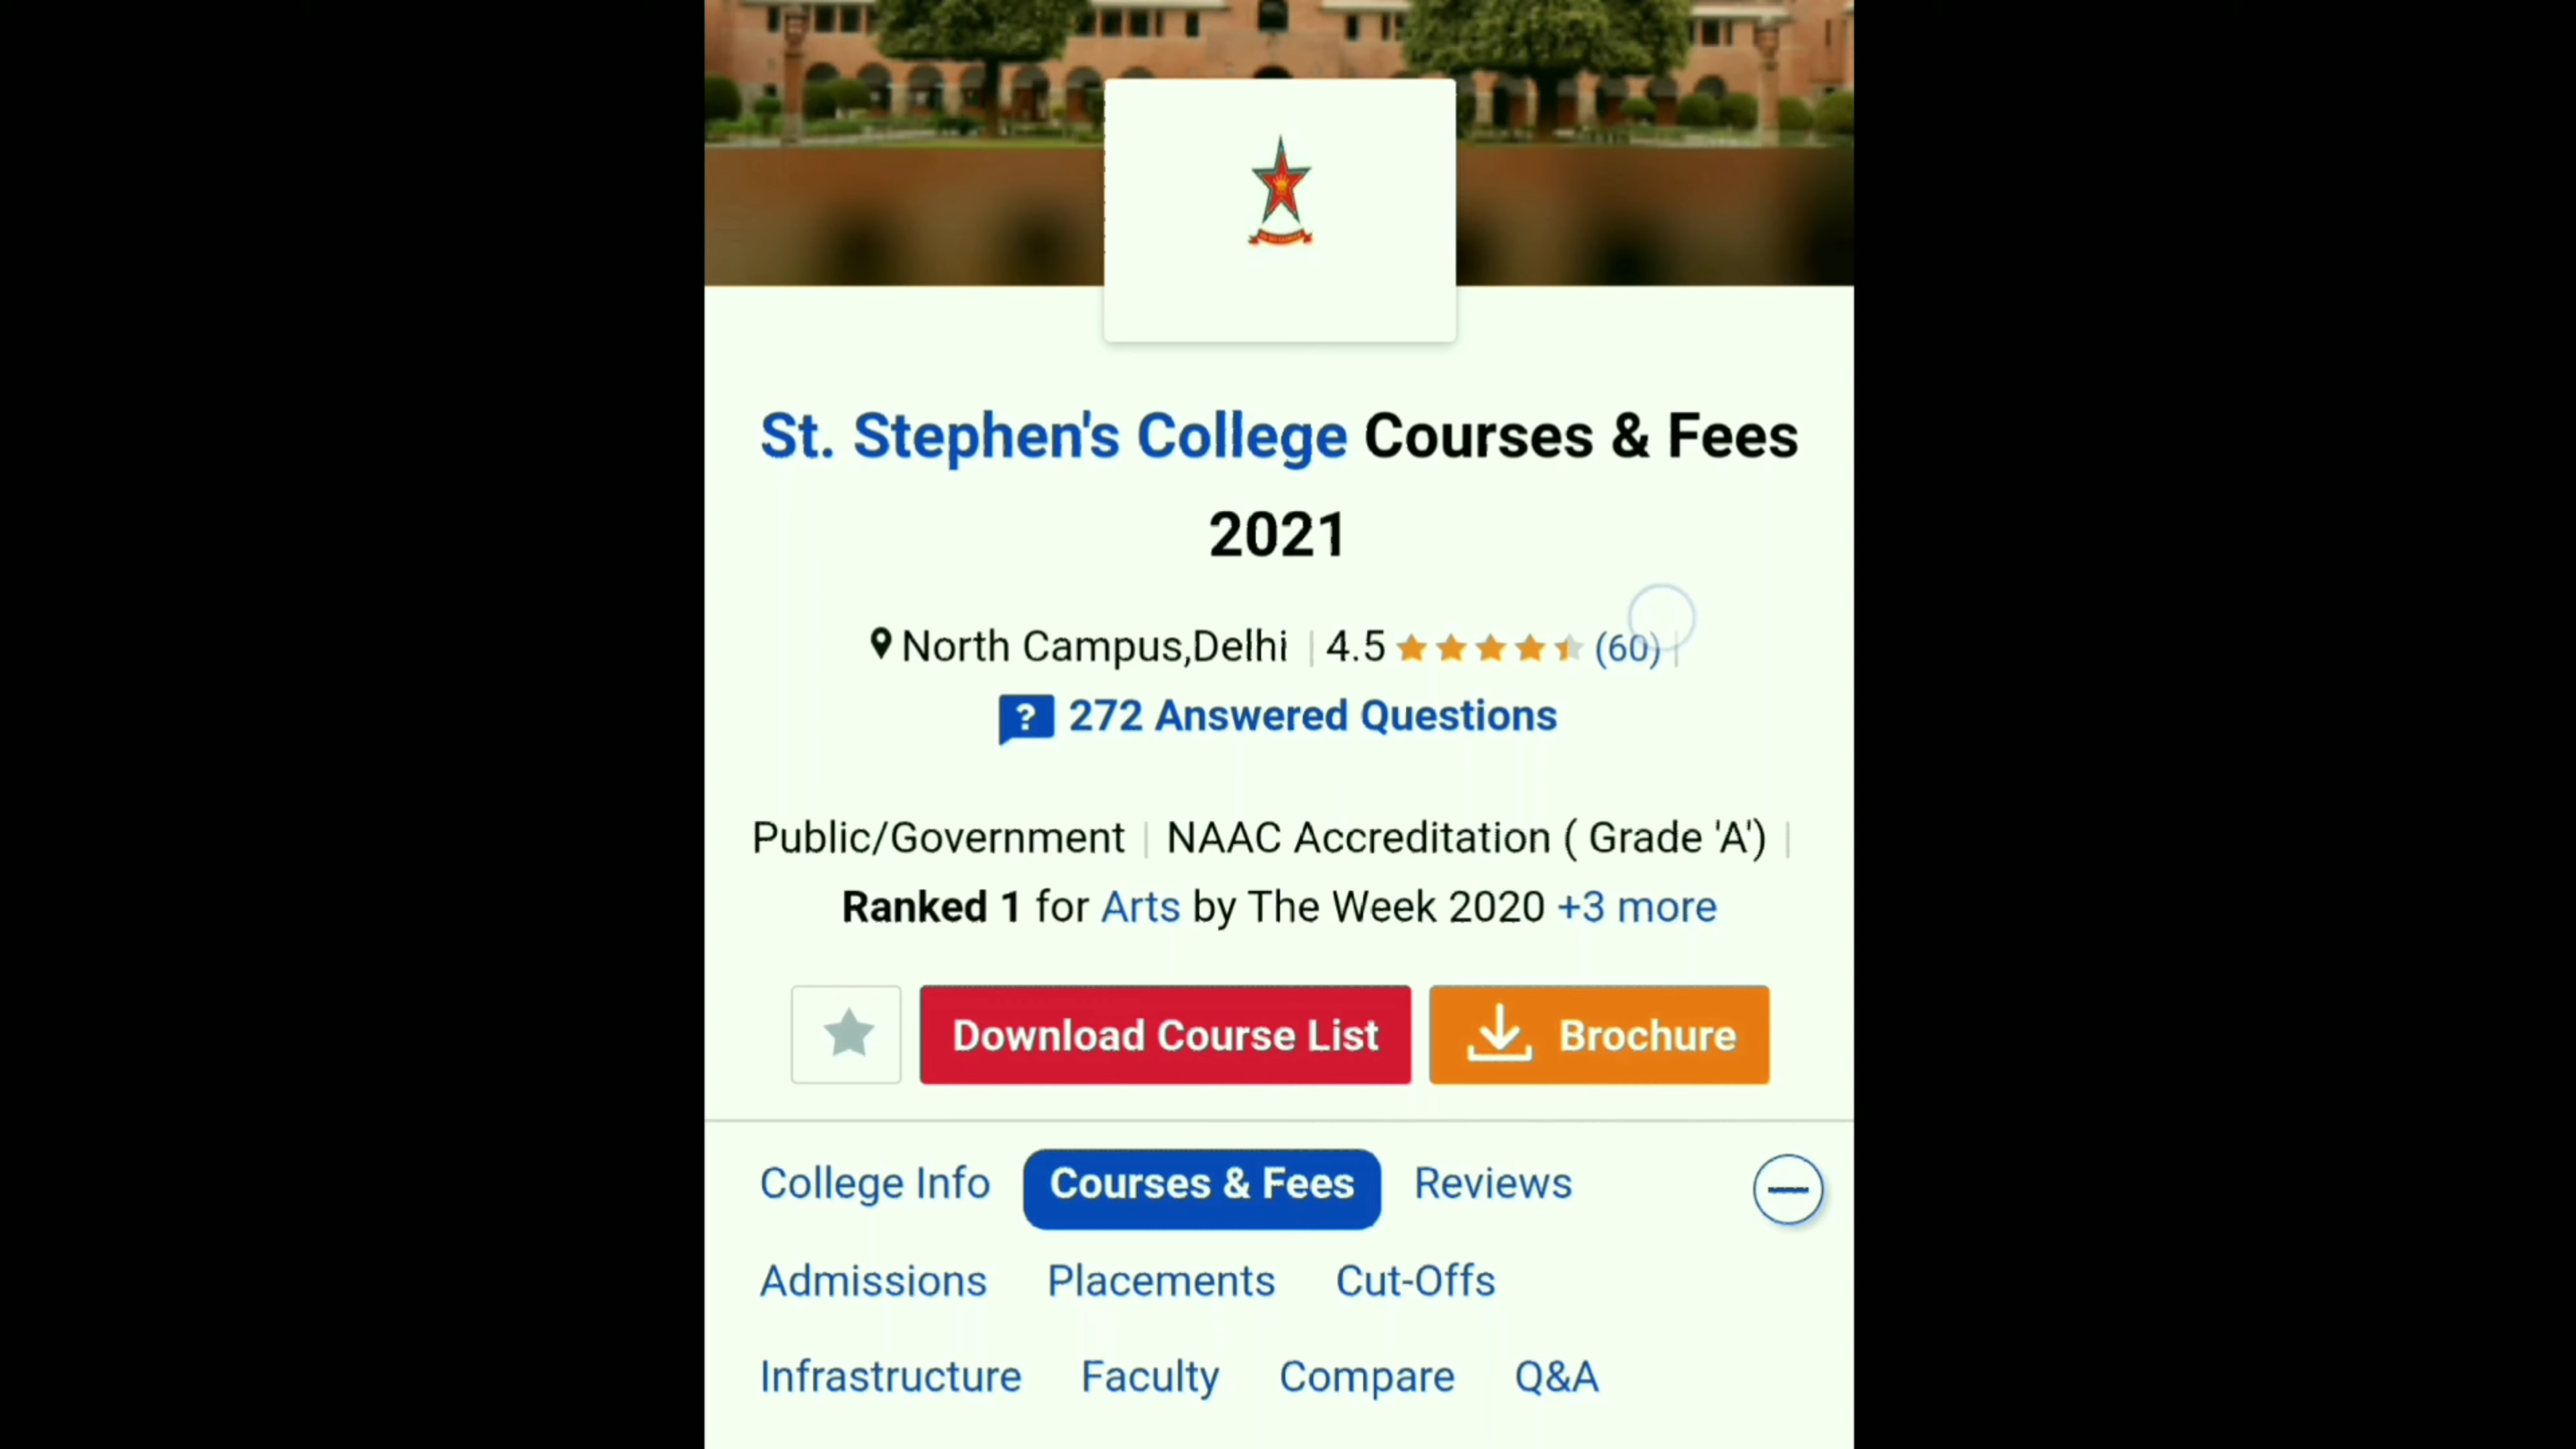 St. Stephen's College Courses & Fees
2021
North Campus,Delhi | 4.5 (60) |
? 272 Answered Questions
Public/Government | NAAC Accreditation ( Grade 'A') |
Ranked 1 for Arts by The Week 2020 +3 more
Download Course List Brochure
College Info Courses & Fees Reviews
Admissions Placements Cut-Offs
Infrastructure Faculty Compare Q&A